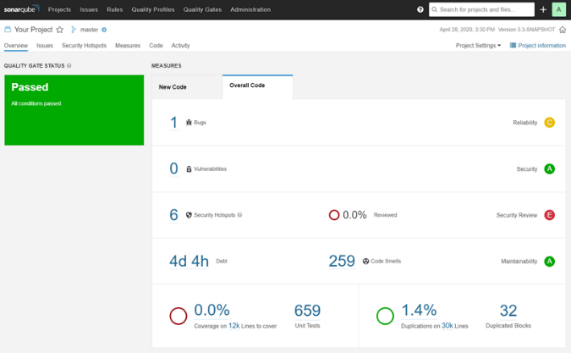 sonarqube Projects Issues Rules Quality Profiles Quality Gates Administration ? Search for projects and files... + A
Your Project master April 28, 2020, 3:50 PM Version 3.3-SNAPSHOT
Overview Issues Security Hotspots Measures Code Activity Project Settings Project Information
QUALITY GATE STATUS MEASURES
Passed
All conditions passed.
New Code Overall Code
1 Bugs Reliability C
0 Vulnerabilities Security A
6 Security Hotspots 0.0% Reviewed Security Review E
4d 4h Debt 259 Code Smells Maintainability A
0.0% 659 1.4% 32
Coverage on 12k Lines to cover Unit Tests Duplications on 30k Lines Duplicated Blocks